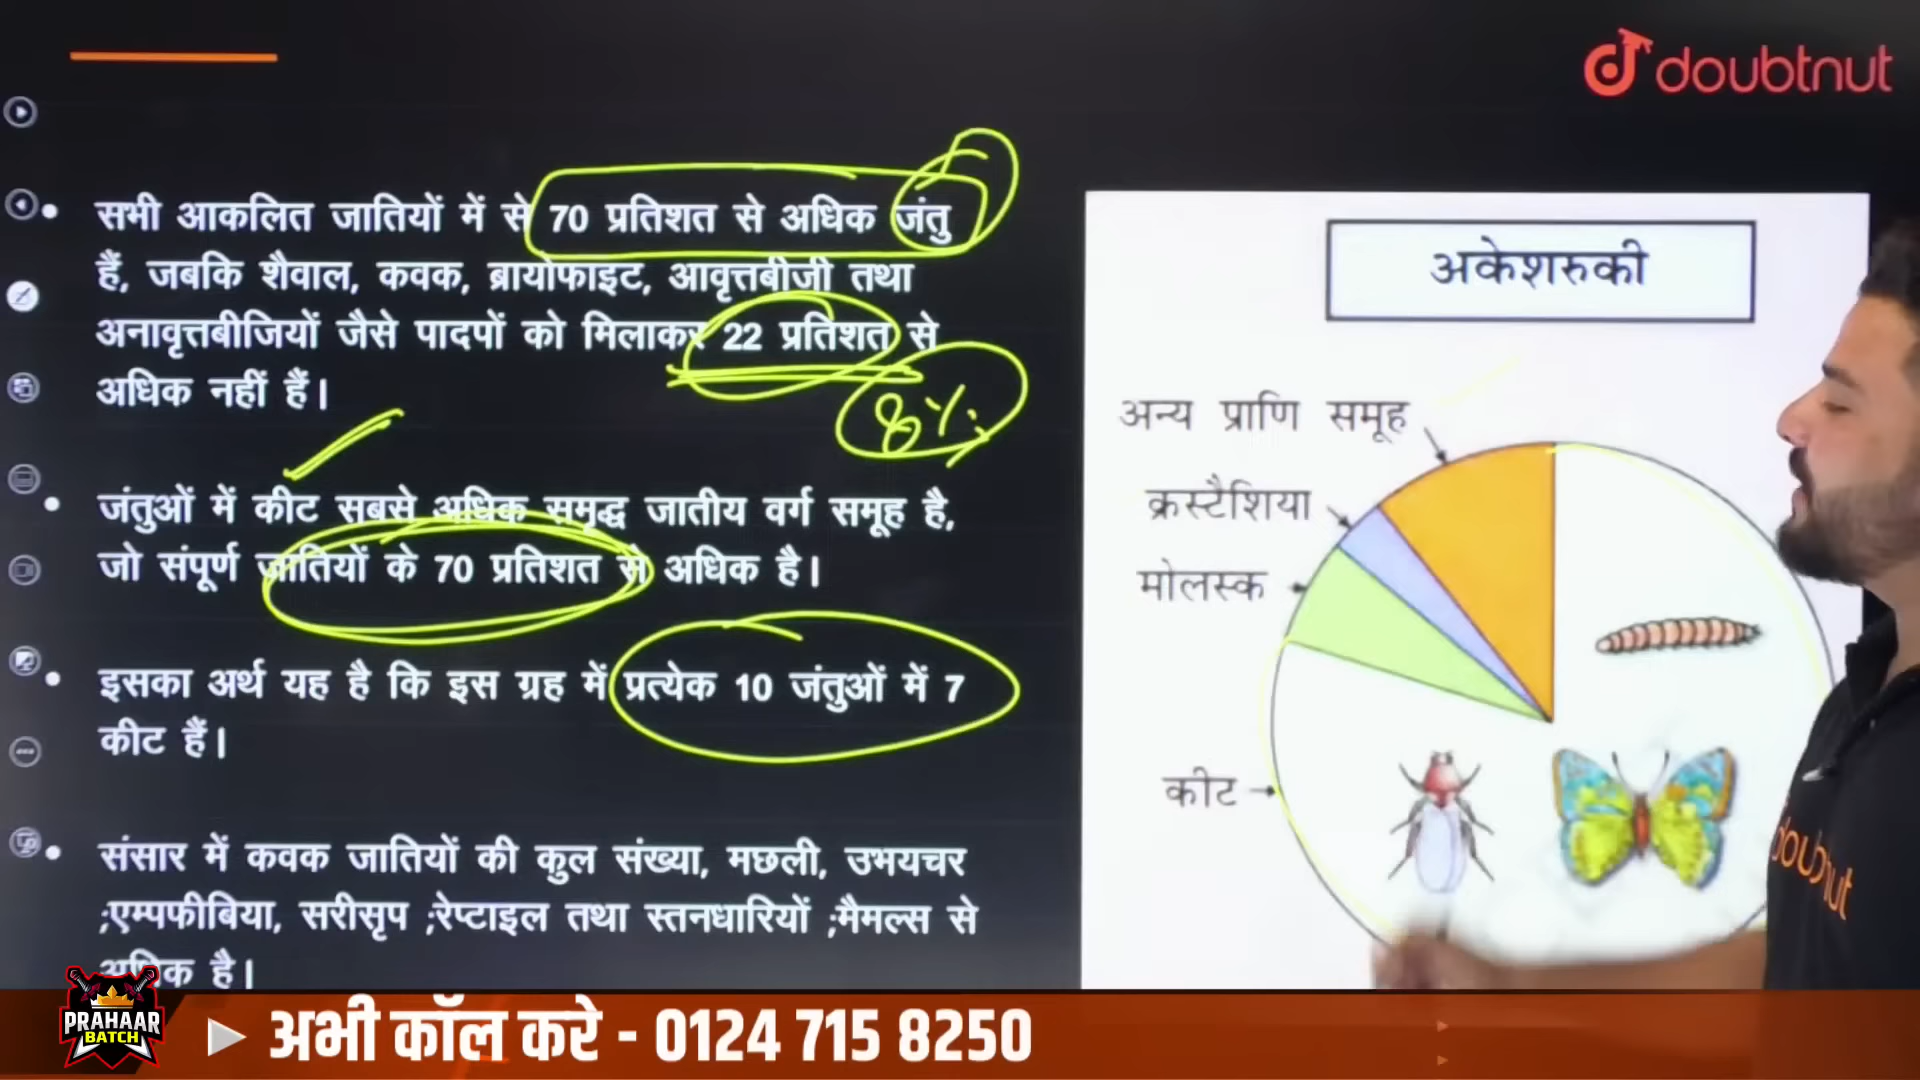 doubtnut
सभी आकलित जातियों में से 70 प्रतिशत से अधिक जंतु
हैं, जबकि शैवाल, कवक, ब्रायोफाइट, आवृत्तबीजी तथा
अनावृत्तबीजियों जैसे पादपों को मिलाकर 22 प्रतिशत से
अधिक नहीं हैं।
8%
जंतुओं में कीट सबसे अधिक समृद्ध जातीय वर्ग समूह है,
जो संपूर्ण जातियों के 70 प्रतिशत से अधिक है।
इसका अर्थ यह है कि इस ग्रह में प्रत्येक 10 जंतुओं में 7
कीट हैं।
संसार में कवक जातियों की कुल संख्या, मछली, उभयचर
;एम्पफीबिया, सरीसृप ;रेप्टाइल तथा स्तनधारियों ;मैमल्स से
अधिक है।
अकेशरुकी
अन्य प्राणि समूह
क्रस्टैशिया
मोलस्क
कीट
doubtnut
PRAHAAR
BATCH
अभी कॉल करे - 0124 715 8250